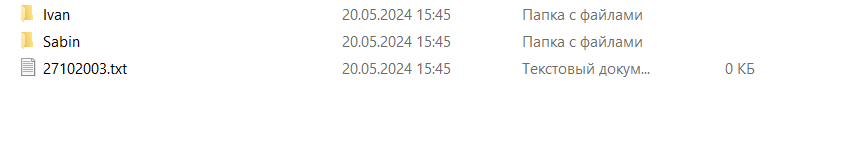 Ivan 20.05.2024 15:45 Папка с файлами
Sabin 20.05.2024 15:45 Папка с файлами
27102003.txt 20.05.2024 15:45 Текстовый докум... 0 КБ